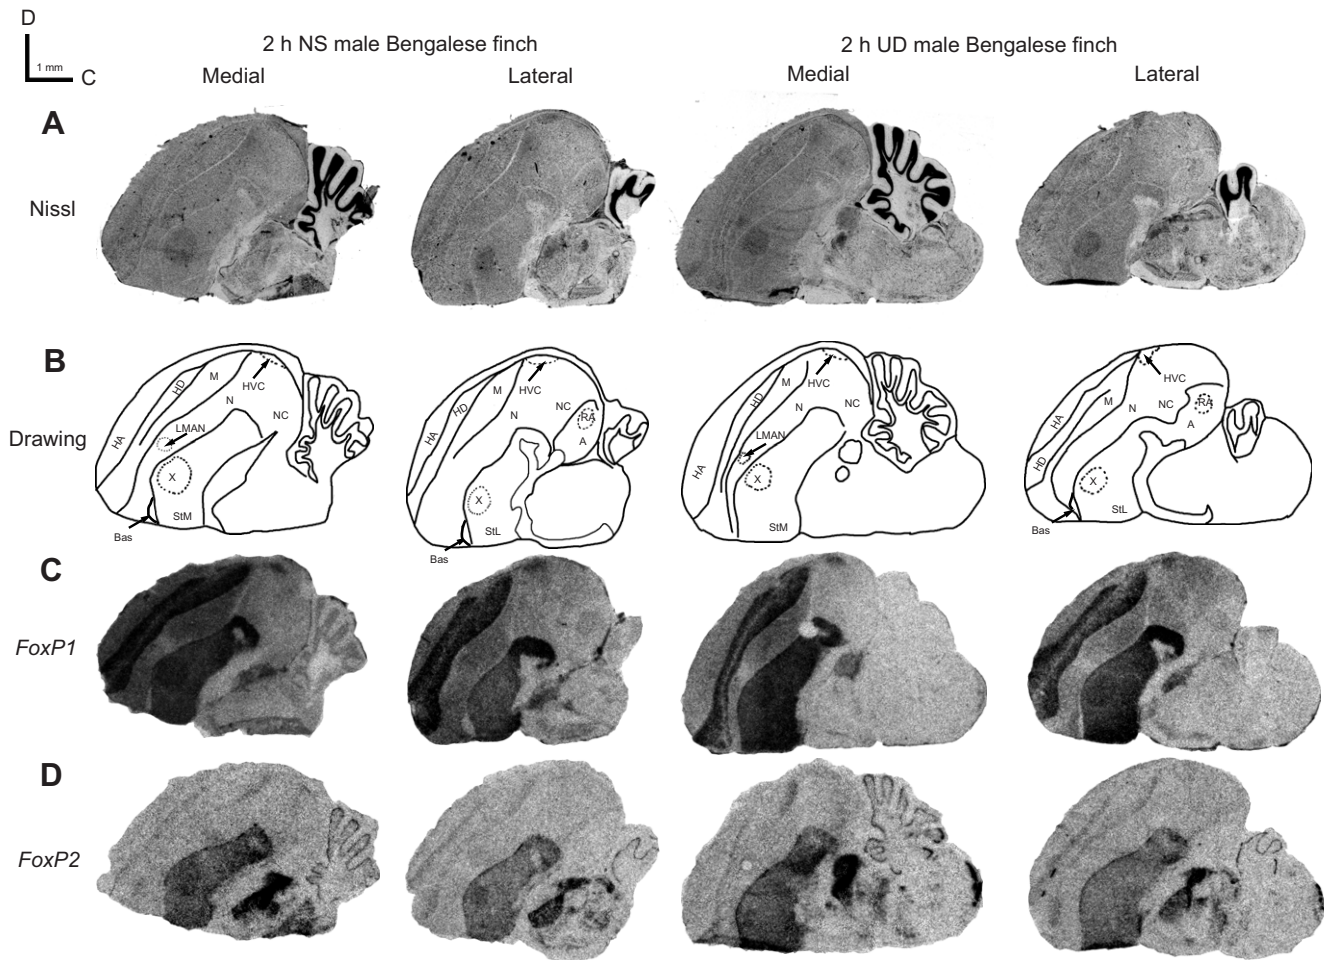 D
1 mm
C
2 h NS male Bengalese finch
2 h UD male Bengalese finch
Medial
Lateral
Medial
Lateral
A
Nissl
B
Drawing
HA
HD
M
HVC
N
NC
LMAN
X
StM
Bas
HA
HD
M
HVC
N
NC
RA
A
X
StL
Bas
HA
HD
M
HVC
N
NC
LMAN
X
StM
HA
HD
M
HVC
N
NC
RA
A
X
StL
Bas
C
FoxP1
D
FoxP2